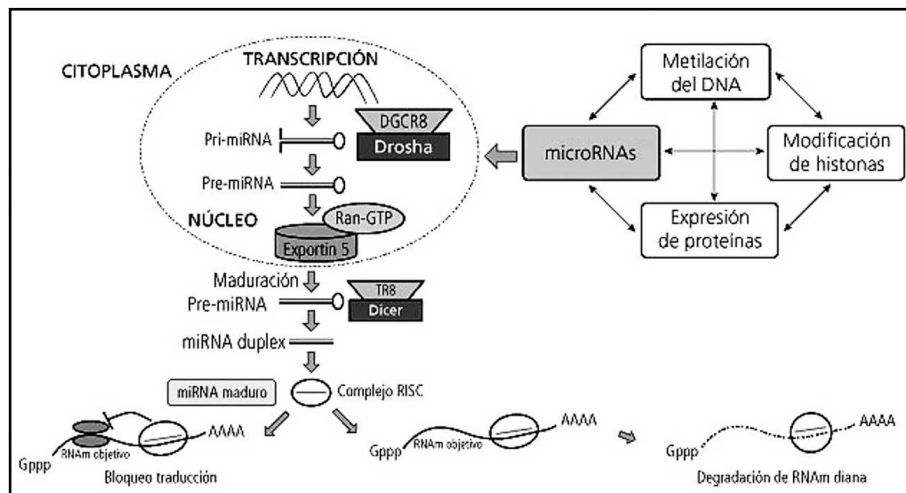 CITOPLASMA
TRANSCRIPCIÓN
DGCR8
Drosha
Pri-miRNA
Pre-miRNA
NÚCLEO
Ran-GTP
Exportin 5
Maduración
Pre-miRNA
TR8
Dicer
miRNA duplex
miRNA maduro
Complejo RISC
Metilación
del DNA
microRNAs
Modificación
de histonas
Expresión
de proteínas
Gppp
RNAm objetivo
AAAA
Bloqueo traducción
Gppp
RNAm objetivo
AAAA
Gppp
AAAA
Degradación de RNAm diana